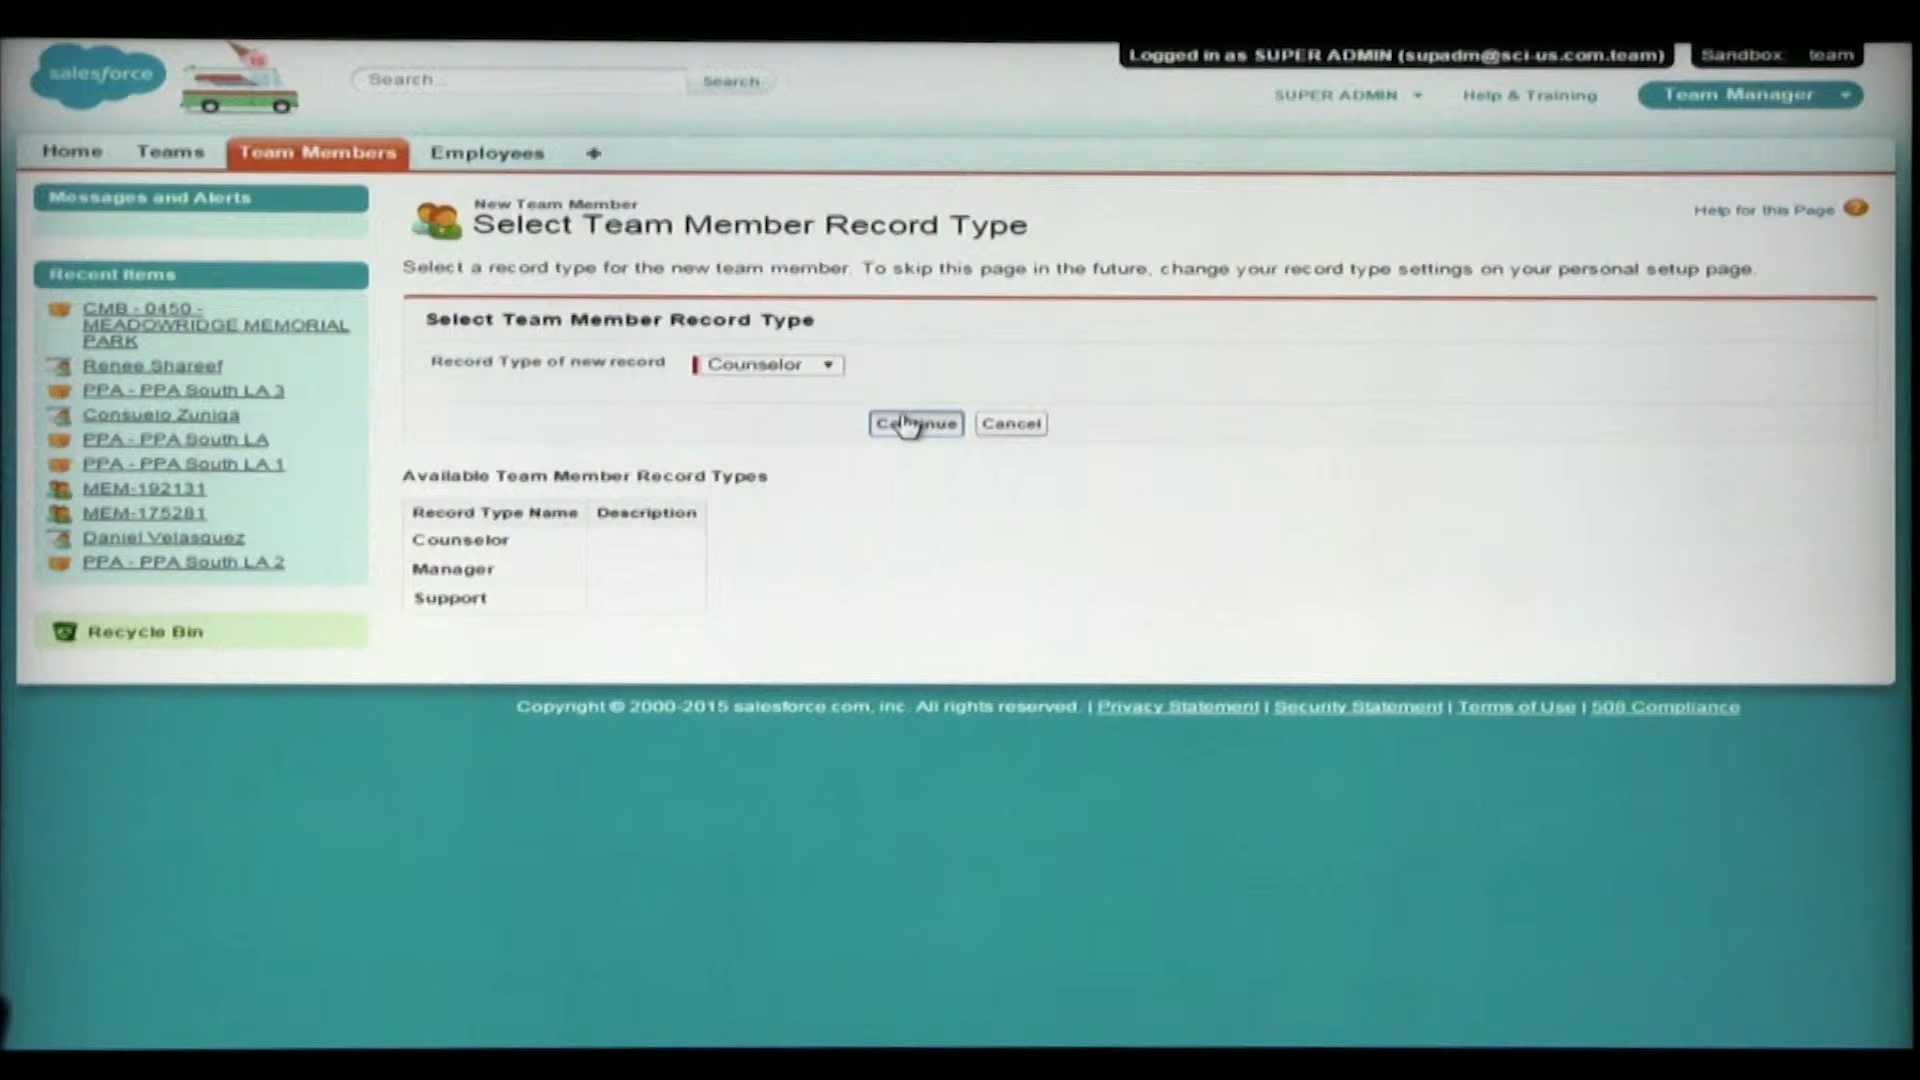 salesforce
Search...
Search
Logged in as SUPER ADMIN (supadm@sci-us.com.team)
Sandbox: team
SUPER ADMIN
Help & Training
Team Manager
Home
Teams
Team Members
Employees
+
Messages and Alerts
Recent Items
CMB - 0450 -
MEADOWRIDGE MEMORIAL
PARK
Renee Shareef
PPA - PPA South LA 3
Consuelo Zuniga
PPA - PPA South LA
PPA - PPA South LA 1
MEM-192131
MEM-175281
Daniel Velasquez
PPA - PPA South LA 2
Recycle Bin
New Team Member
Select Team Member Record Type
Help for this Page
Select a record type for the new team member. To skip this page in the future, change your record type settings on your personal setup page.
Select Team Member Record Type
Record Type of new record
Counselor
Continue
Cancel
Available Team Member Record Types
Record Type Name Description
Counselor
Manager
Support
Copyright © 2000-2015 salesforce.com, inc. All rights reserved. | Privacy Statement | Security Statement | Terms of Use | 508 Compliance